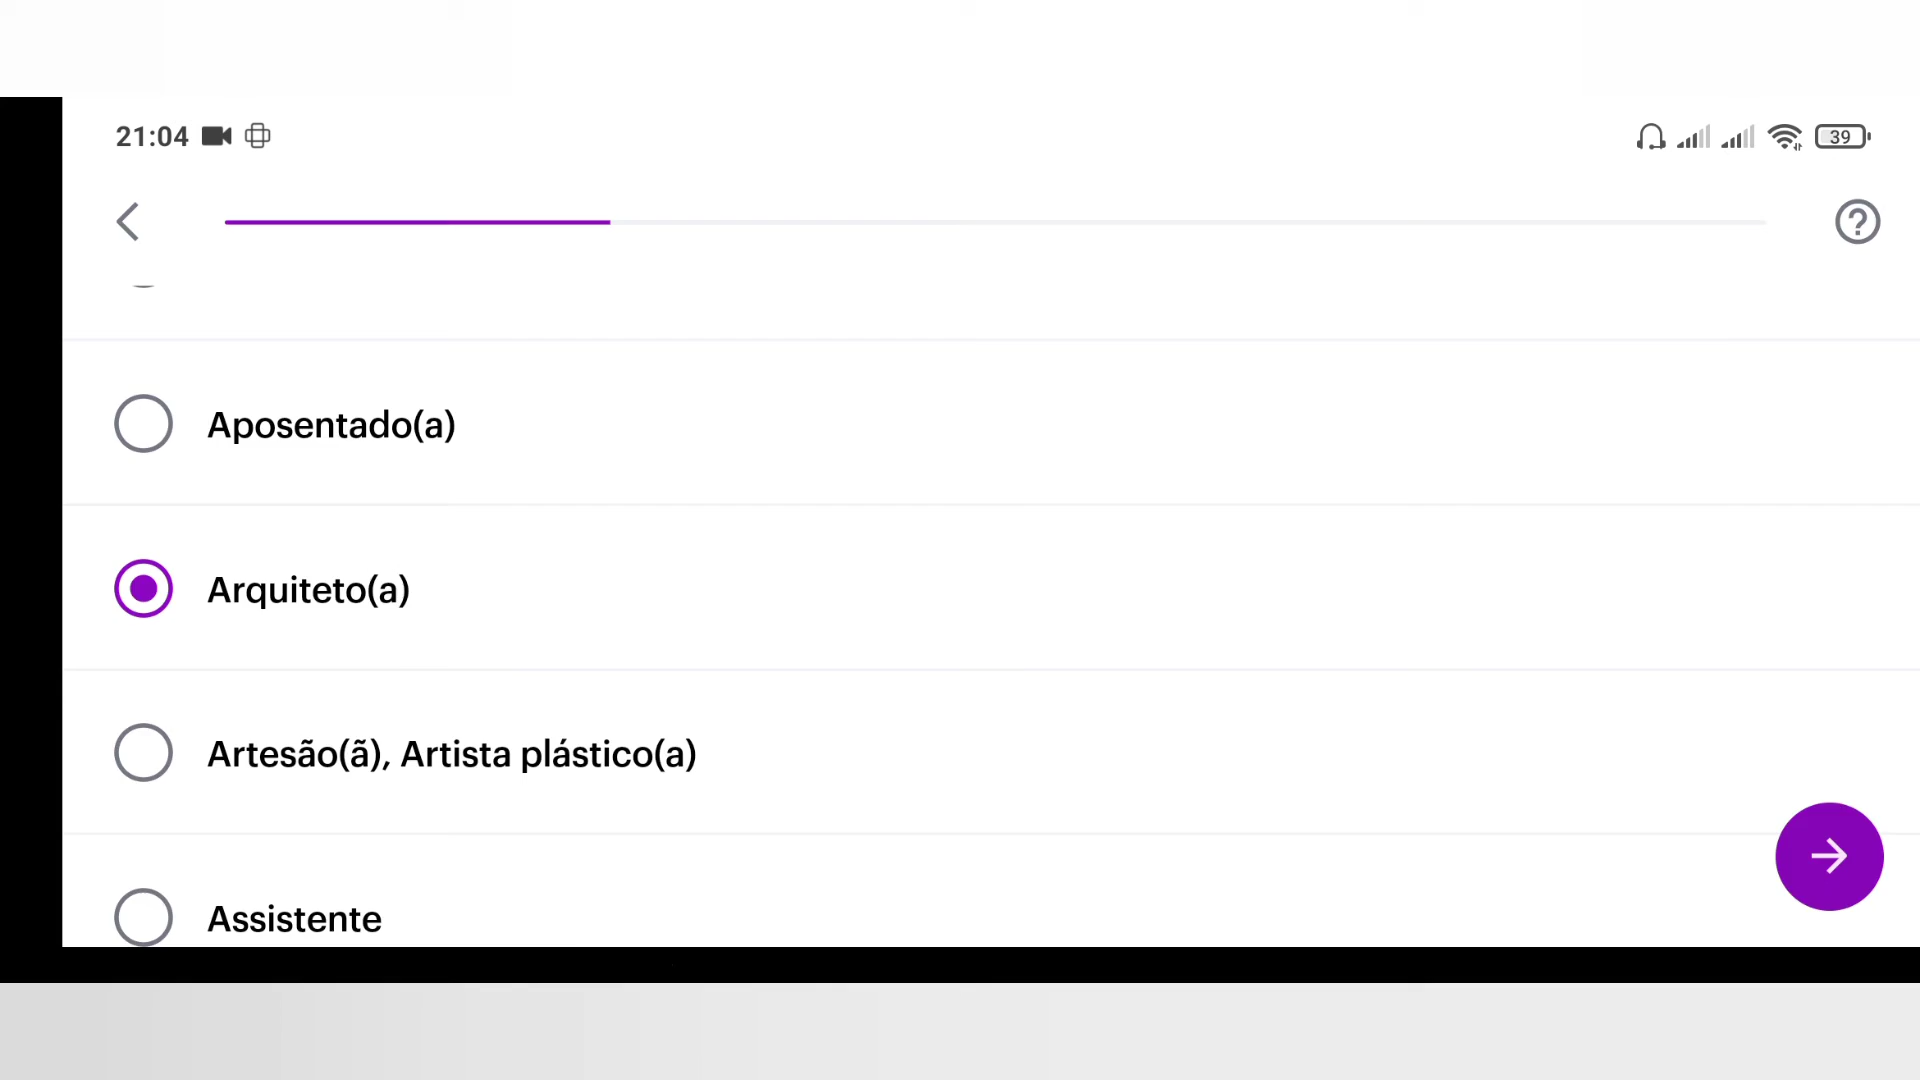 21:04
39
Aposentado(a)
Arquiteto(a)
Artesão(ã), Artista plástico(a)
Assistente